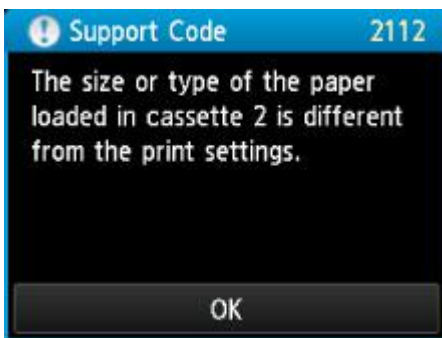 Support Code 2112
The size or type of the paper
loaded in cassette 2 is different
from the print settings.
OK